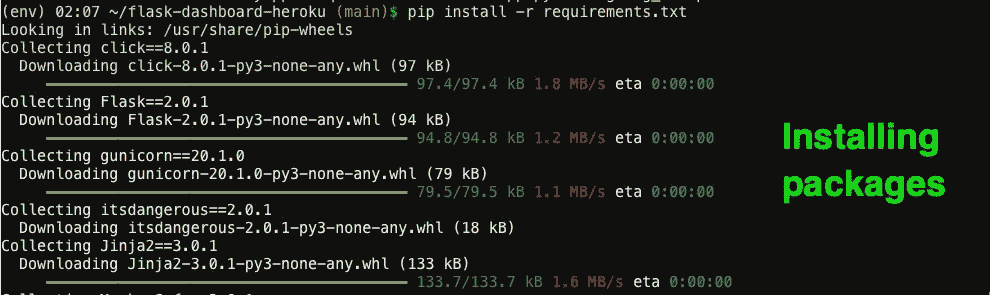 (env) 02:07 ~/flask-dashboard-heroku (main)$ pip install -r requirements.txt
Looking in links: /usr/share/pip-wheels
Collecting click==8.0.1
Downloading click-8.0.1-py3-none-any.whl (97 kB)
97.4/97.4 kB 1.8 MB/s eta 0:00:00
Collecting Flask==2.0.1
Downloading Flask-2.0.1-py3-none-any.whl (94 kB)
94.8/94.8 kB 1.2 MB/s eta 0:00:00
Collecting gunicorn==20.1.0
Downloading gunicorn-20.1.0-py3-none-any.whl (79 kB)
79.5/79.5 kB 1.1 MB/s eta 0:00:00
Collecting itsdangerous==2.0.1
Downloading itsdangerous-2.0.1-py3-none-any.whl (18 kB)
Collecting Jinja2==3.0.1
Downloading Jinja2-3.0.1-py3-none-any.whl (133 kB)
133.7/133.7 kB 1.6 MB/s eta 0:00:00
Installing
packages